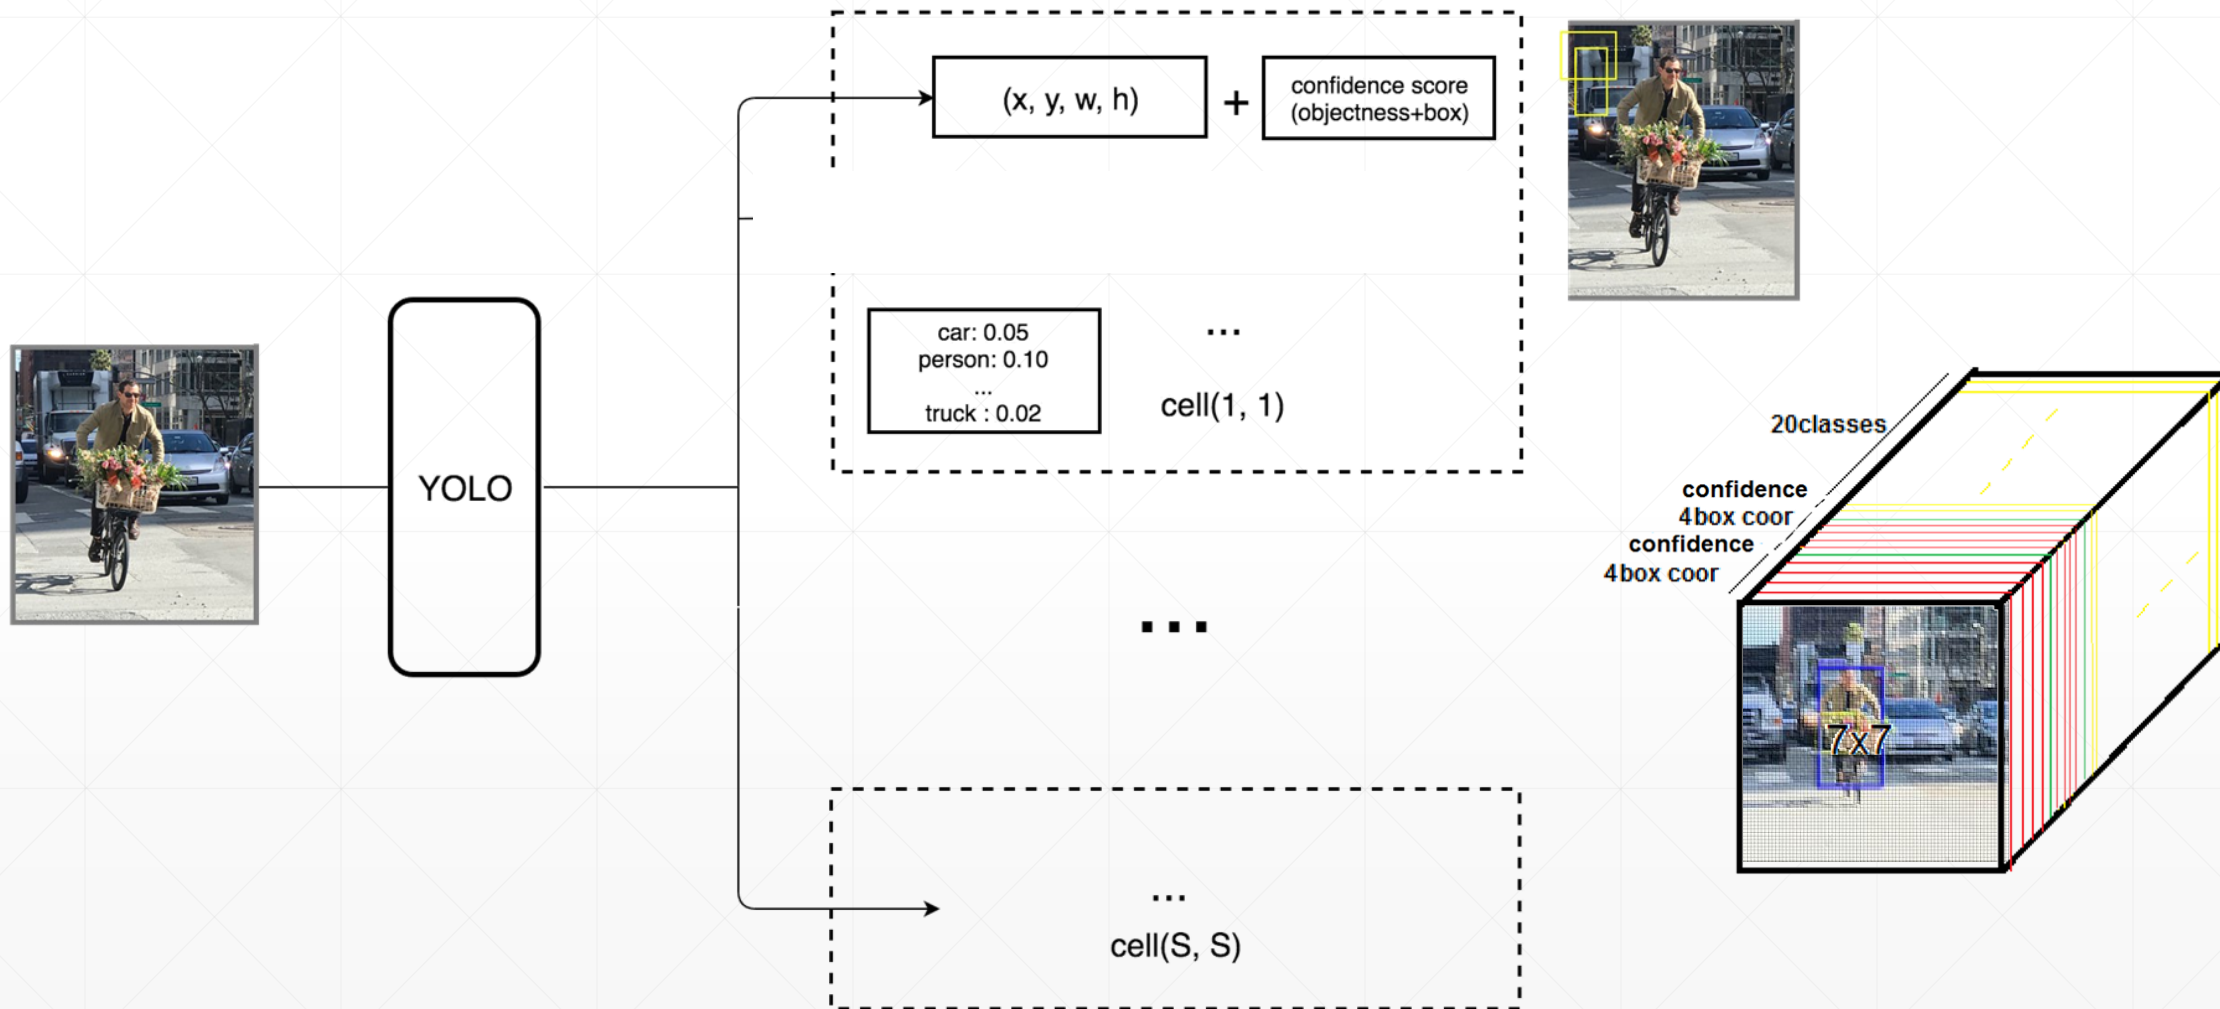 (x, y, w, h)
+
confidence score
(objectness+box)
car: 0.05
person: 0.10
...
truck : 0.02
...
cell(1, 1)
YOLO
...
...
cell(S, S)
20classes
confidence
4box coor
confidence
4box coor
7x7